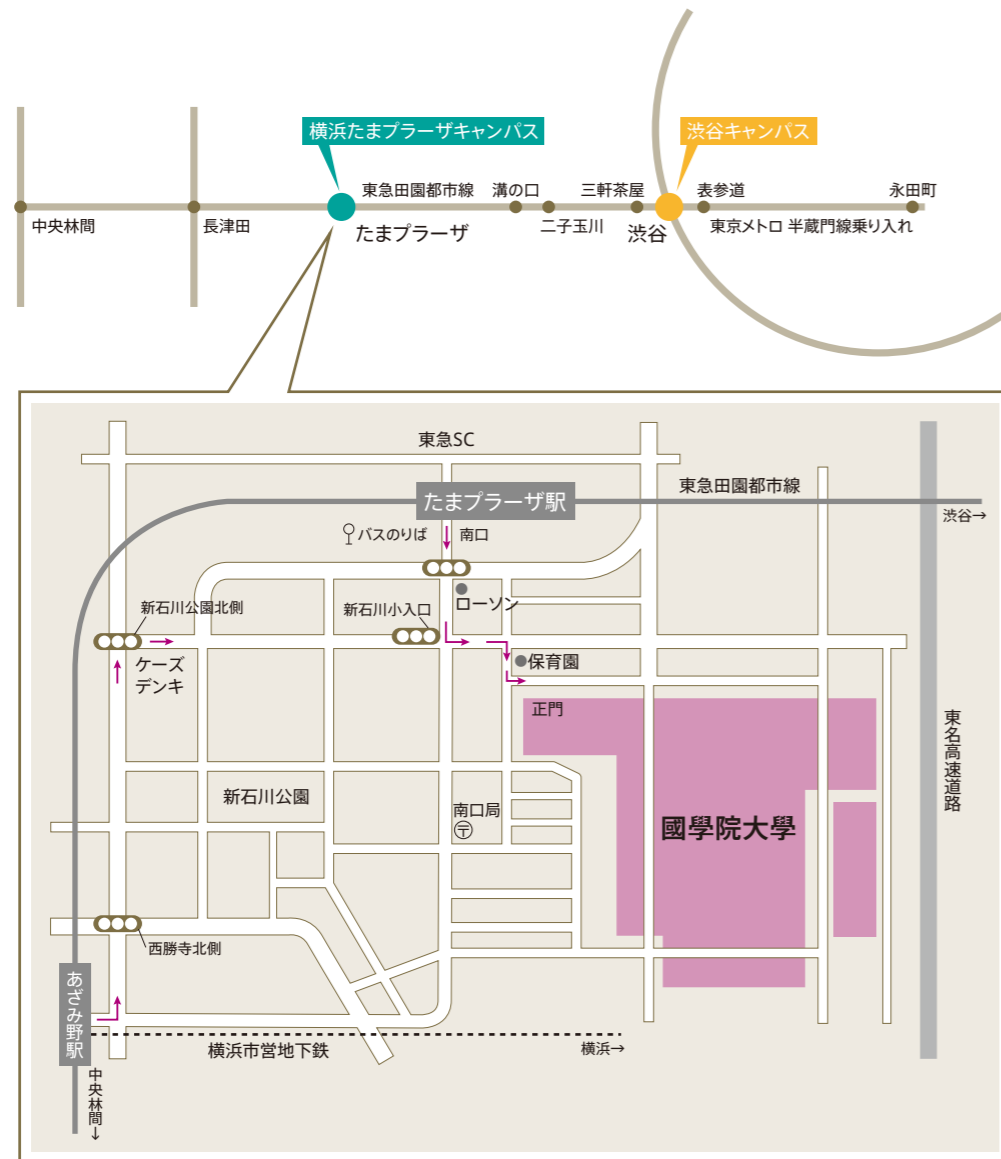 横浜たまプラーザキャンパス
渋谷キャンパス
東急田園都市線
溝の口
三軒茶屋
表参道
永田町
中央林間
長津田
たまプラーザ
二子玉川
渋谷
東京メトロ 半蔵門線乗り入れ
東急SC
東急田園都市線
たまプラーザ駅
渋谷→
バスのりば
南口
ローソン
新石川公園北側
新石川小入口
ケーズ
デンキ
保育園
正門
東名高速道路
新石川公園
南口局
〒
國學院大學
西勝寺北側
あざみ野駅
横浜市営地下鉄
横浜→
中央林間→